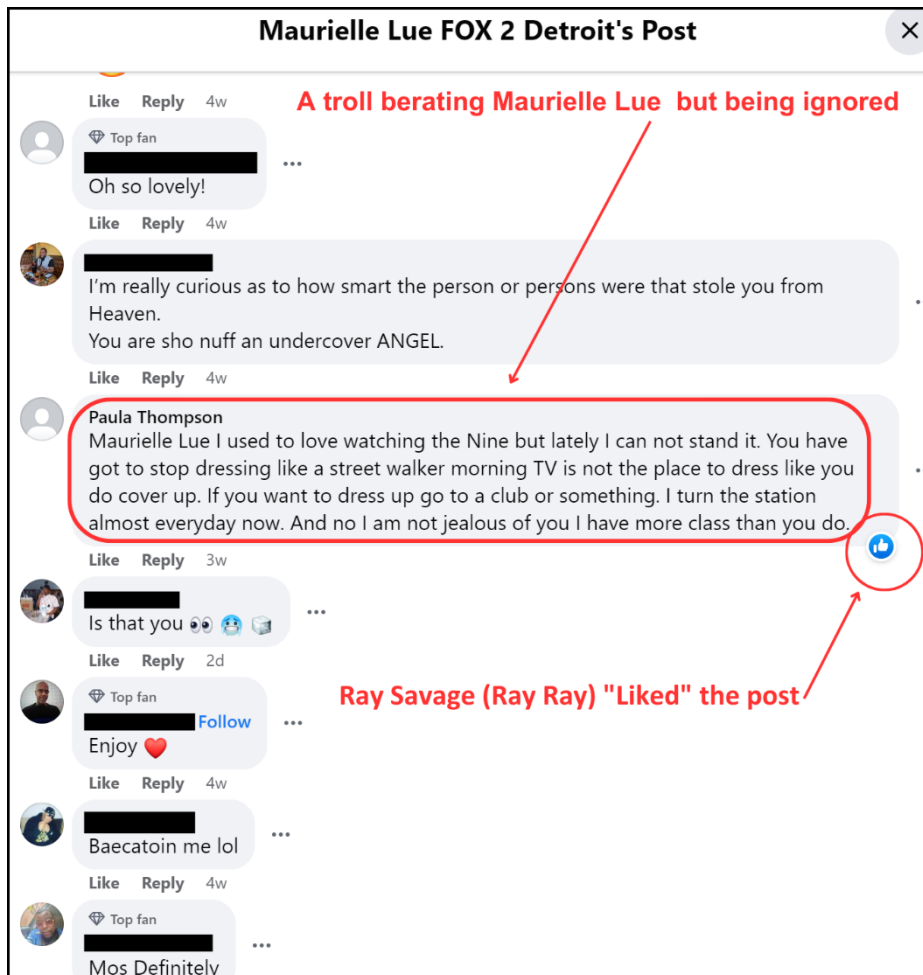 Maurielle Lue FOX 2 Detroit's Post
Like Reply 4w
A troll berating Maurielle Lue but being ignored
Top fan
Oh so lovely!
Like Reply 4w
I'm really curious as to how smart the person or persons were that stole you from
Heaven.
You are sho nuff an undercover ANGEL.
Like Reply 4w
Paula Thompson
Maurielle Lue I used to love watching the Nine but lately I can not stand it. You have
got to stop dressing like a street walker morning TV is not the place to dress like you
do cover up. If you want to dress up go to a club or something. I turn the station
almost everyday now. And no I am not jealous of you I have more class than you do.
Like Reply 3w
Is that you 👀 🥶 🧊
Like Reply 2d
Top fan
Ray Savage (Ray Ray) "Liked" the post
Follow
Enjoy ❤️
Like Reply 4w
Baecatoin me lol
Like Reply 4w
Top fan
Mos Definitely